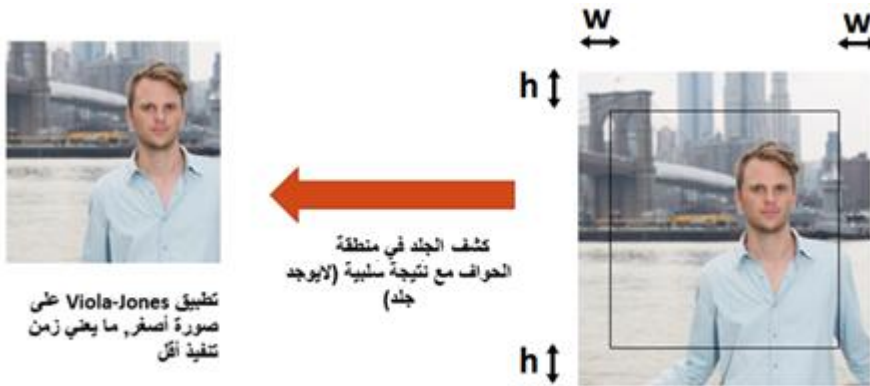 w
w
h
كشف الجلد في منطقة
الحواف مع نتيجة سلبية (لايوجد
جلد)
تطبيق Viola-Jones على
صورة أصغر, ما يعني زمن
تنفيذ أقل
h